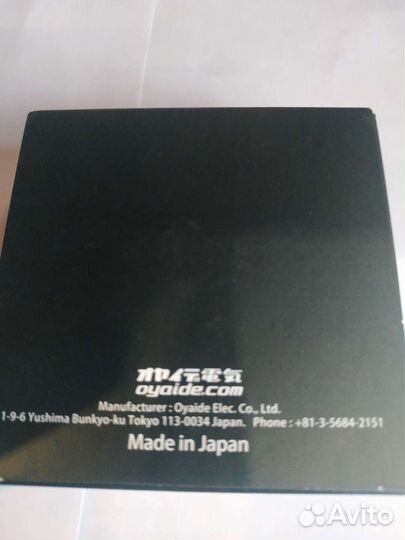 オヤイデ電気
oyaide.com
Manufacturer : Oyaide Elec. Co., Ltd.
1-9-6 Yushima Bunkyo-ku Tokyo 113-0034 Japan. Phone : +81-3-5684-2151
Made in Japan
Avito